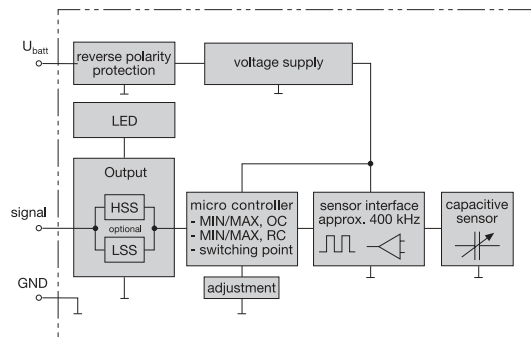 U batt
reverse polarity
protection
voltage supply
LED
Output
HSS
optional
LSS
signal
GND
micro controller
- MIN/MAX, OC
- MIN/MAX, RC
- switching point
adjustment
sensor interface
approx. 400 kHz
capacitive
sensor